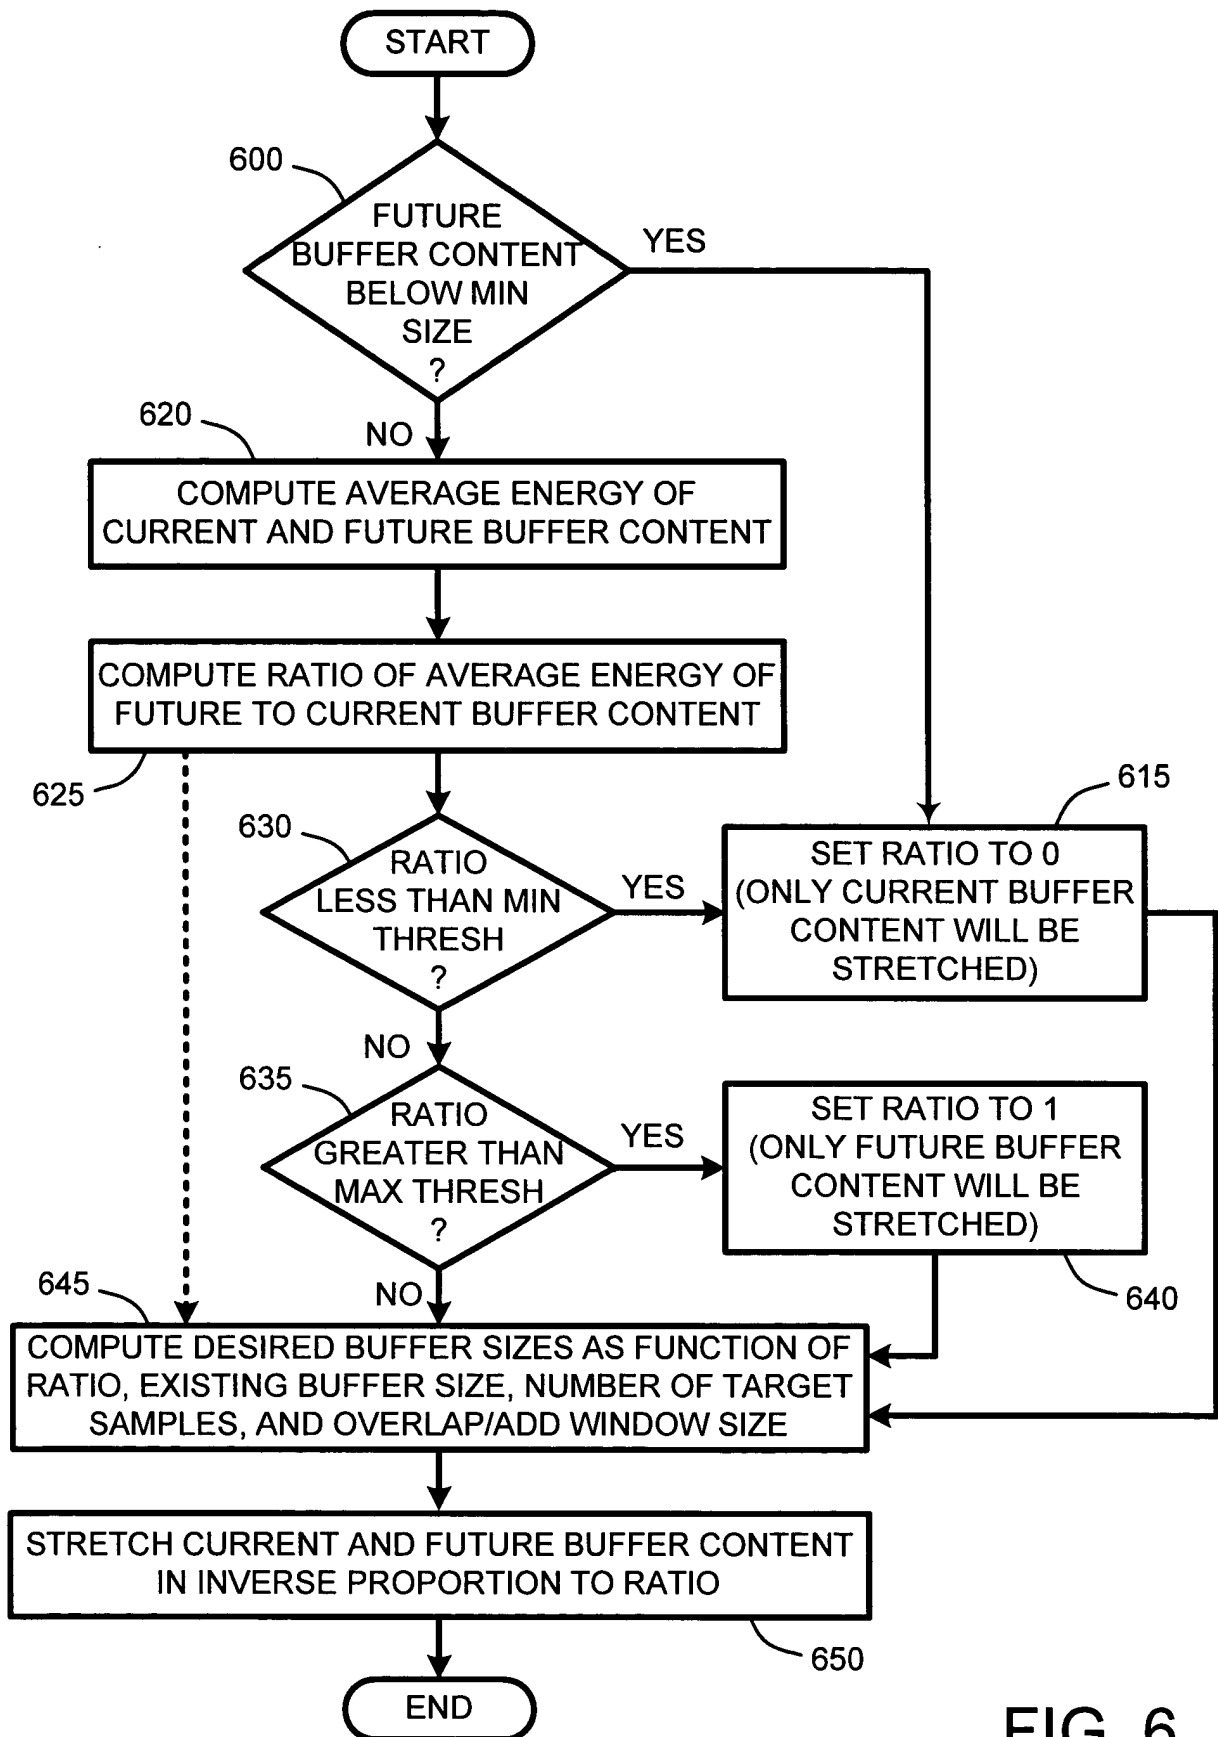 START
600
FUTURE
BUFFER CONTENT
BELOW MIN
SIZE
?
YES
620
NO
COMPUTE AVERAGE ENERGY OF
CURRENT AND FUTURE BUFFER CONTENT
COMPUTE RATIO OF AVERAGE ENERGY OF
FUTURE TO CURRENT BUFFER CONTENT
625
615
630
RATIO
LESS THAN MIN
THRESH
?
YES
SET RATIO TO 0
(ONLY CURRENT BUFFER
CONTENT WILL BE
STRETCHED)
NO
635
RATIO
GREATER THAN
MAX THRESH
?
YES
SET RATIO TO 1
(ONLY FUTURE BUFFER
CONTENT WILL BE
STRETCHED)
640
645
NO
COMPUTE DESIRED BUFFER SIZES AS FUNCTION OF
RATIO, EXISTING BUFFER SIZE, NUMBER OF TARGET
SAMPLES, AND OVERLAP/ADD WINDOW SIZE
STRETCH CURRENT AND FUTURE BUFFER CONTENT
IN INVERSE PROPORTION TO RATIO
650
END
FIG. 6